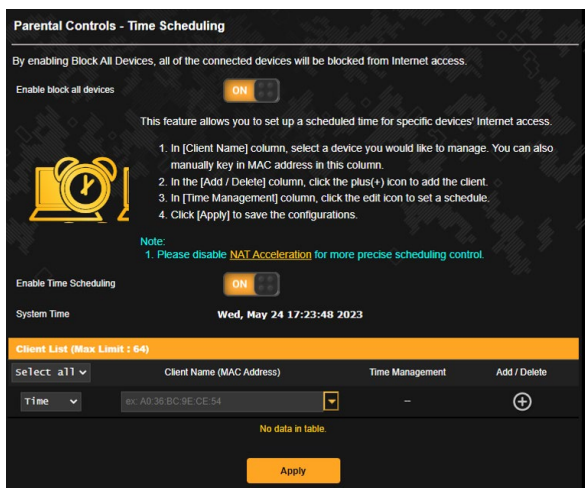 Parental Controls - Time Scheduling
By enabling Block All Devices, all of the connected devices will be blocked from Internet access.
Enable block all devices
ON
This feature allows you to set up a scheduled time for specific devices' Internet access.
1. In [Client Name] column, select a device you would like to manage. You can also
manually key in MAC address in this column.
2. In the [Add / Delete] column, click the plus(+) icon to add the client.
3. In [Time Management] column, click the edit icon to set a schedule.
4. Click [Apply] to save the configurations.
Note:
1. Please disable NAT Acceleration for more precise scheduling control.
Enable Time Scheduling
ON
System Time
Wed, May 24 17:23:48 2023
Client List (Max Limit : 64)
Select all
Client Name (MAC Address)
Time Management
Add / Delete
Time
ex: A0:36:BC:9E:CE:54
–
No data in table.
Apply